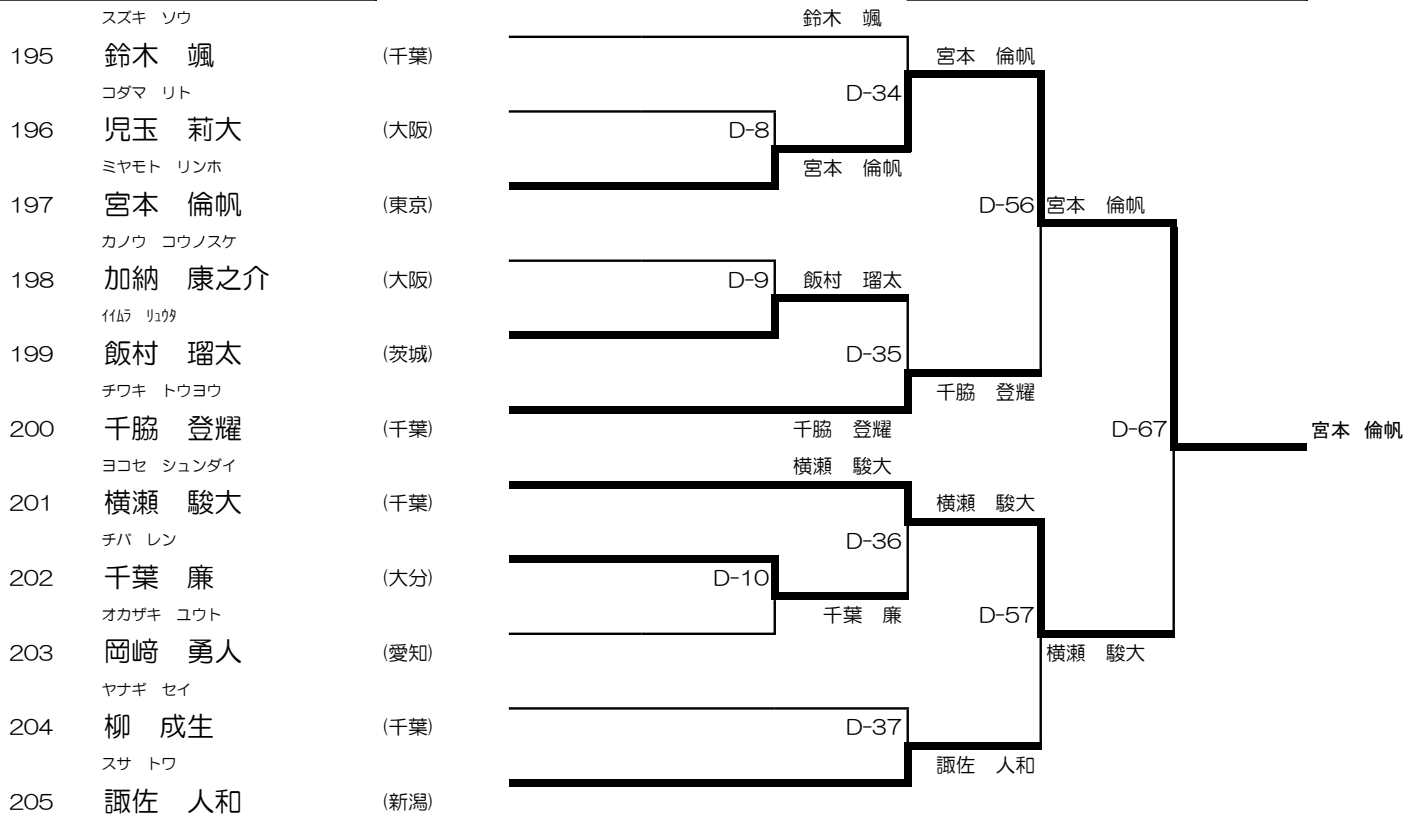 スズキ ソウ 鈴木 颯
195 鈴木 颯 (千葉) 宮本 倫帆
コダマ リト D-34
196 児玉 莉大 (大阪) D-8
ミヤモト リンホ 宮本 倫帆
197 宮本 倫帆 (東京) D-56 宮本 倫帆
カノウ コウノスケ
198 加納 康之介 (大阪) D-9 飯村 瑠太
イイムラ リュウタ
199 飯村 瑠太 (茨城) D-35
チワキ トウヨウ 千脇 登耀
200 千脇 登耀 (千葉) 千脇 登耀 D-67 宮本 倫帆
ヨコセ シュンダイ 横瀬 駿大
201 横瀬 駿大 (千葉) 横瀬 駿大
チバ レン D-36
202 千葉 廉 (大分) D-10
オカザキ ユウト 千葉 廉 D-57
203 岡﨑 勇人 (愛知) 横瀬 駿大
ヤナギ セイ
204 柳 成生 (千葉) D-37
スサ トワ 諏佐 人和
205 諏佐 人和 (新潟)